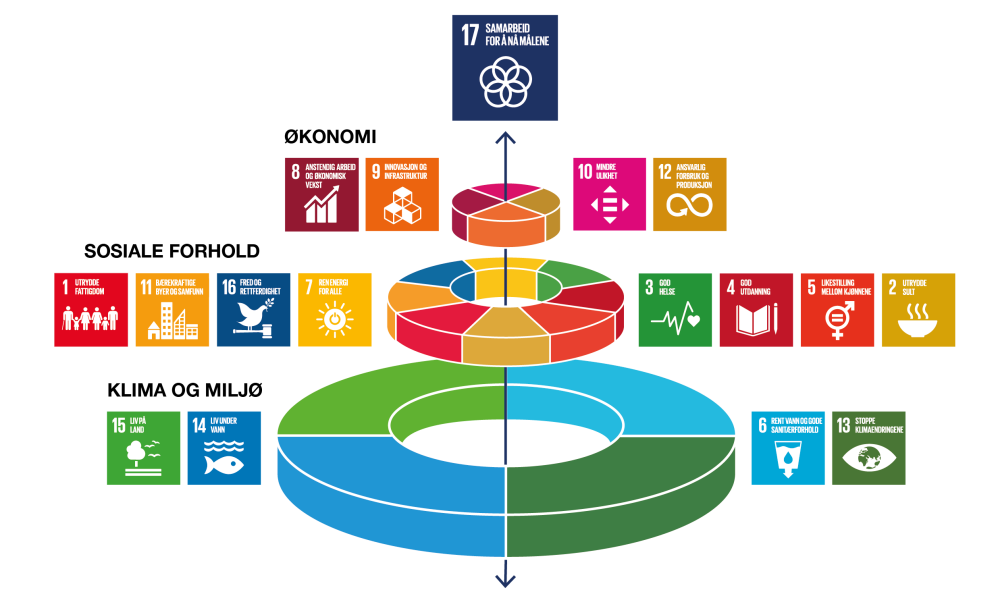 17 SAMARBEID
FOR Å NÅ MÅLENE
ØKONOMI
8 ANSTENDIG ARBEID
OG ØKONOMISK
VEKST
9 INNOVASJON OG
INFRASTRUKTUR
10 MINDRE
ULIKHET
12 ANSVARLIG
FORBRUK OG
PRODUKSJON
SOSIALE FORHOLD
1 UTRYDDE
FATTIGDOM
11 BÆREKRAFTIGE
BYER OG SAMFUNN
16 FRED OG
RETTFERDIGHET
7 REN ENERGI
FOR ALLE
3 GOD
HELSE
4 GOD
UTDANNING
5 LIKESTILLING
MELLOM KJØNNENE
2 UTRYDDE
SULT
KLIMA OG MILJØ
15 LIV PÅ
LAND
14 LIV UNDER
VANN
6 RENT VANN OG GODE
SANITÆRFORHOLD
13 STOPPE
KLIMAENDRINGENE